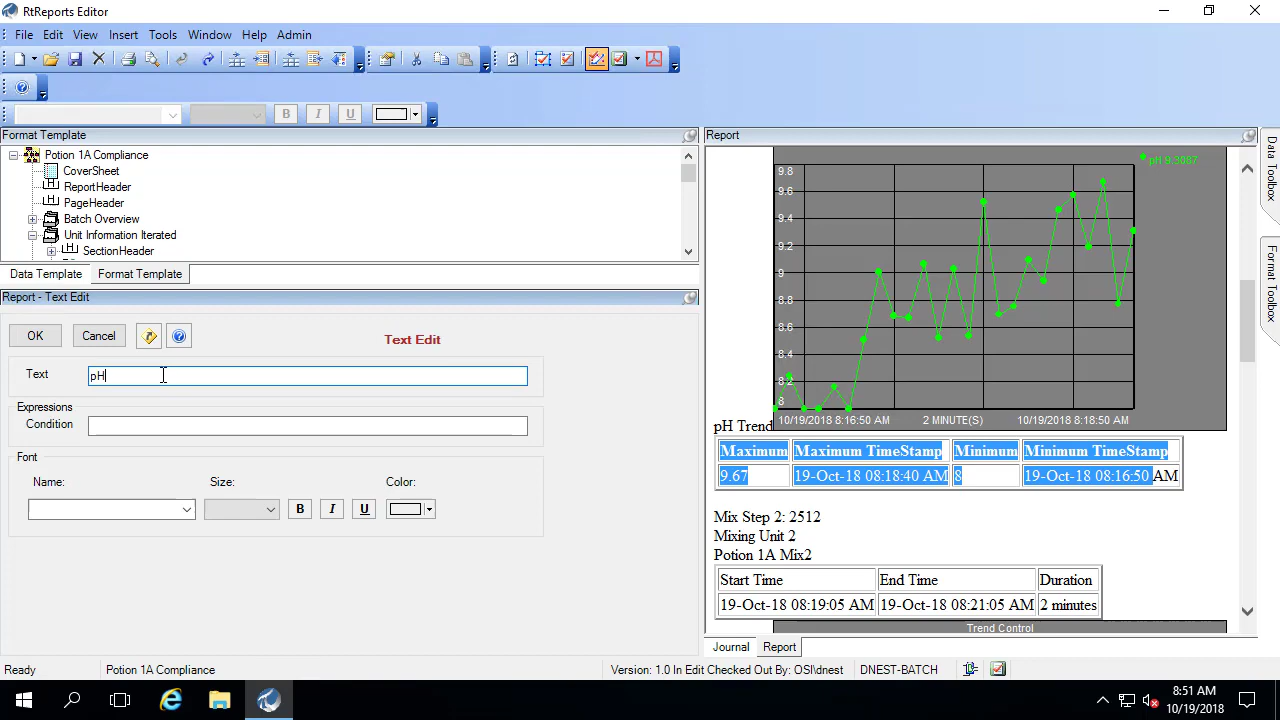 RtReports Editor
File Edit View Insert Tools Window Help Admin
B I U
Format Template
Potion 1A Compliance
CoverSheet
ReportHeader
PageHeader
Batch Overview
Unit Information Iterated
SectionHeader
Data Template Format Template
Report - Text Edit
OK Cancel Text Edit
Text pH
Expressions
Condition
Font
Name: Size: Color:
B I U
Report
pH 9.3067
9.8
9.6
9.4
9.2
9
8.8
8.6
8.4
8.2
8
10/19/2018 8:16:50 AM 2 MINUTE(S) 10/19/2018 8:18:50 AM
pH Trend
Maximum Maximum TimeStamp Minimum Minimum TimeStamp
9.67 19-Oct-18 08:18:40 AM 8 19-Oct-18 08:16:50 AM
Mix Step 2: 2512
Mixing Unit 2
Potion 1A Mix2
Start Time End Time Duration
19-Oct-18 08:19:05 AM 19-Oct-18 08:21:05 AM 2 minutes
Trend Control
Journal Report
Data Toolbox
Format Toolbox
Ready Potion 1A Compliance Version: 1.0 In Edit Checked Out By: OSI\dnest DNEST-BATCH
8:51 AM
10/19/2018